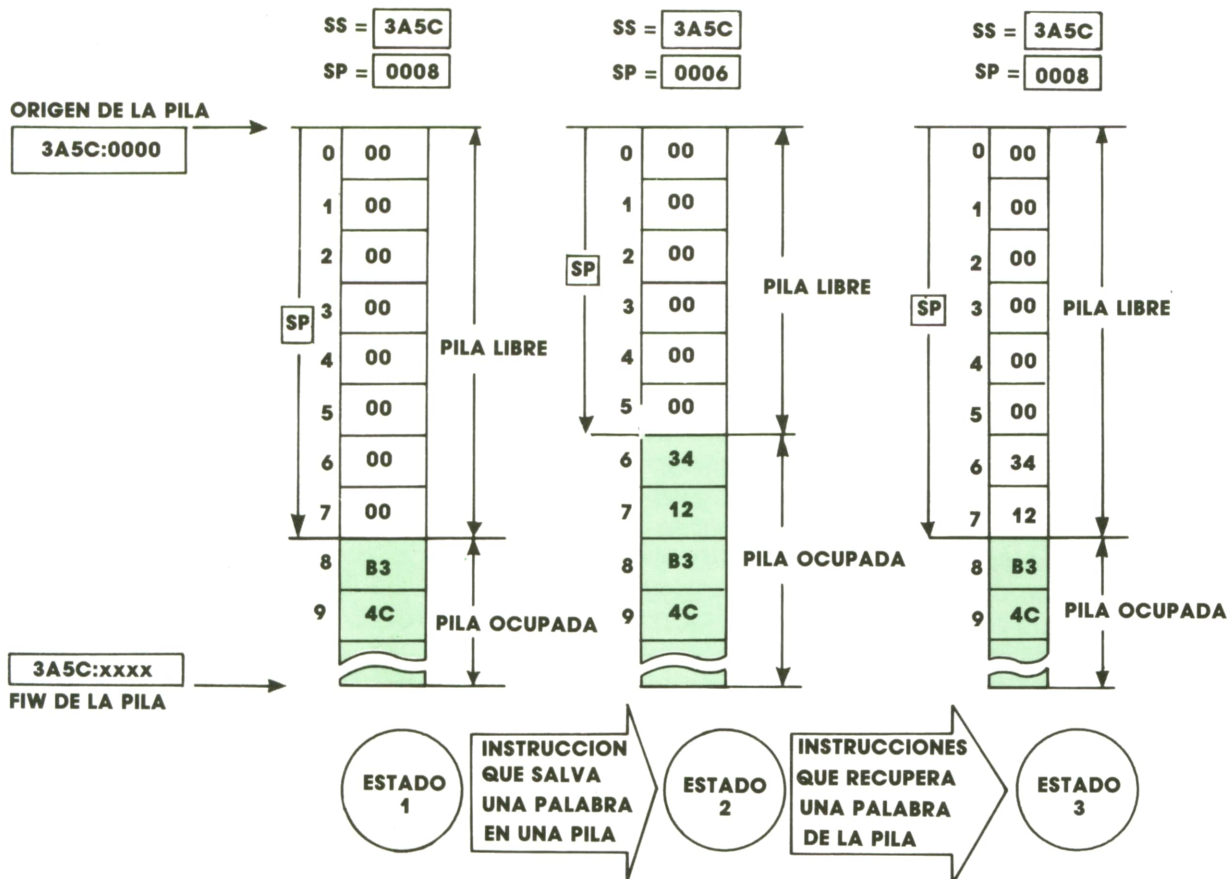 SS = 3A5C
SP = 0008
SS = 3A5C
SP = 0006
SS = 3A5C
SP = 0008
ORIGEN DE LA PILA
3A5C:0000
0 00
1 00
2 00
3 00
4 00
5 00
6 00
7 00
8 B3
9 4C
SP
PILA LIBRE
PILA OCUPADA
0 00
1 00
2 00
3 00
4 00
5 00
6 34
7 12
8 B3
9 4C
SP
PILA LIBRE
PILA OCUPADA
0 00
1 00
2 00
3 00
4 00
5 00
6 34
7 12
8 B3
9 4C
SP
PILA LIBRE
PILA OCUPADA
3A5C:xxxx
FIW DE LA PILA
ESTADO
1
INSTRUCCION
QUE SALVA
UNA PALABRA
EN UNA PILA
ESTADO
2
INSTRUCCIONES
QUE RECUPERA
UNA PALABRA
DE LA PILA
ESTADO
3